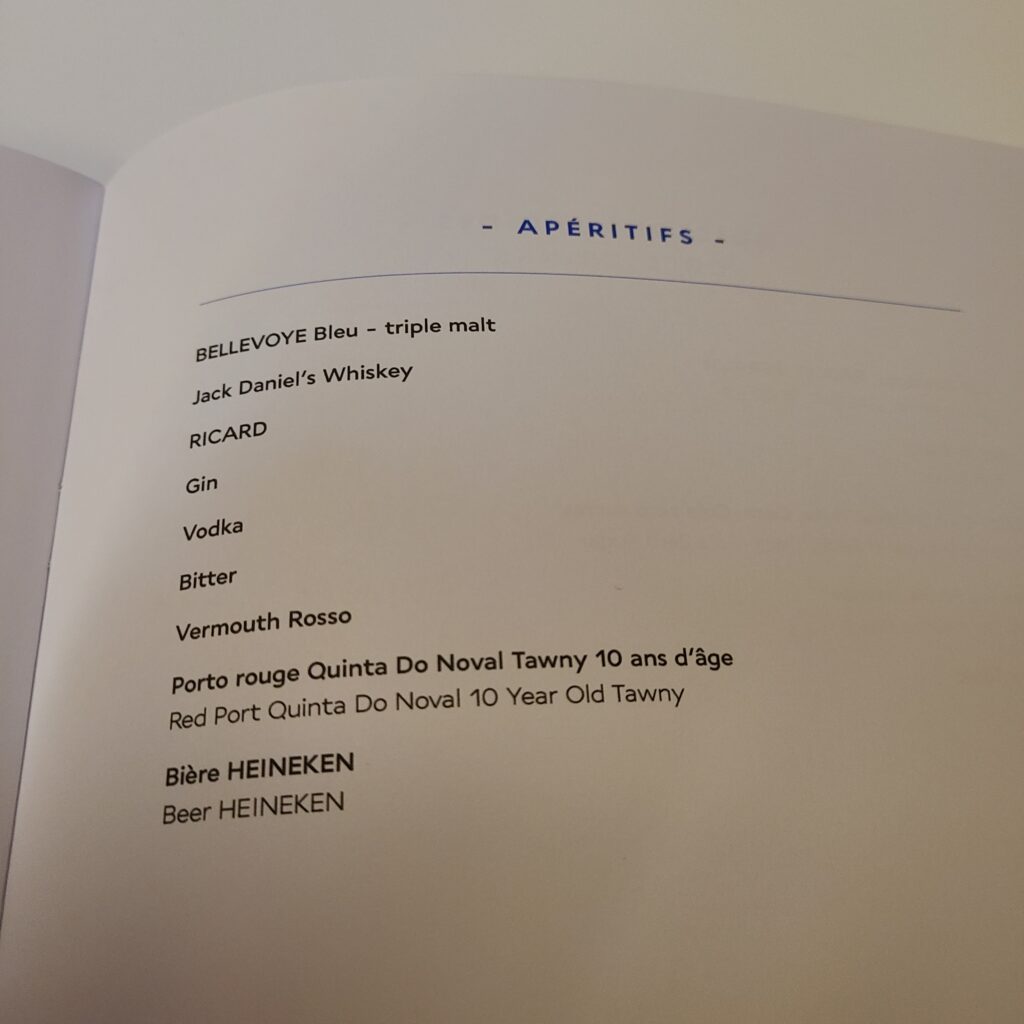 - APÉRITIFS -
BELLEVOYE Bleu - triple malt
Jack Daniel's Whiskey
RICARD
Gin
Vodka
Bitter
Vermouth Rosso
Porto rouge Quinta Do Noval Tawny 10 ans d'âge
Red Port Quinta Do Noval 10 Year Old Tawny
Bière HEINEKEN
Beer HEINEKEN